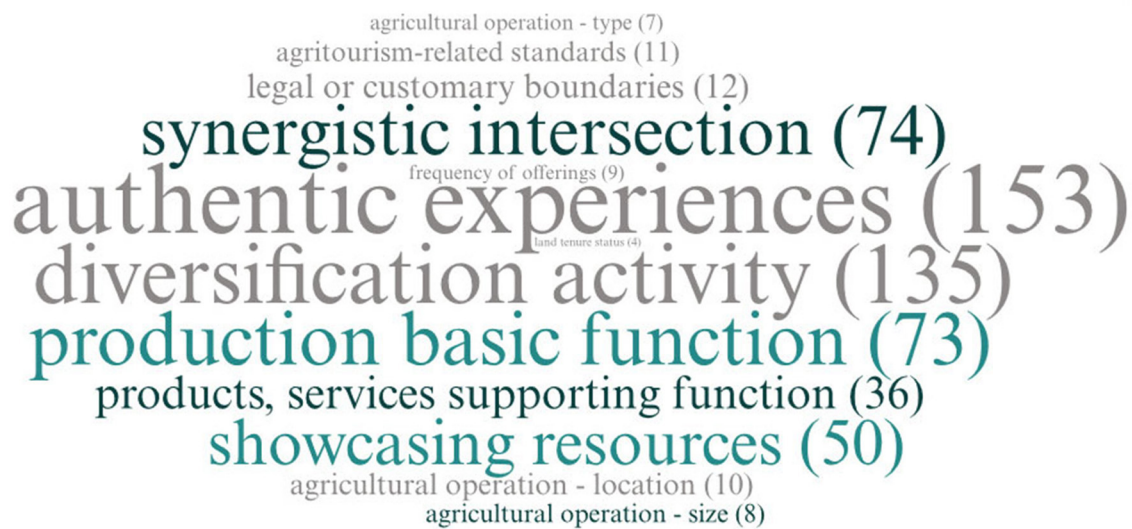 agricultural operation - type (7)
agritourism-related standards (11)
legal or customary boundaries (12)
synergistic intersection (74)
frequency of offerings (9)
authentic experiences (153)
land tenure status (4)
diversification activity (135)
production basic function (73)
products, services supporting function (36)
showcasing resources (50)
agricultural operation - location (10)
agricultural operation - size (8)